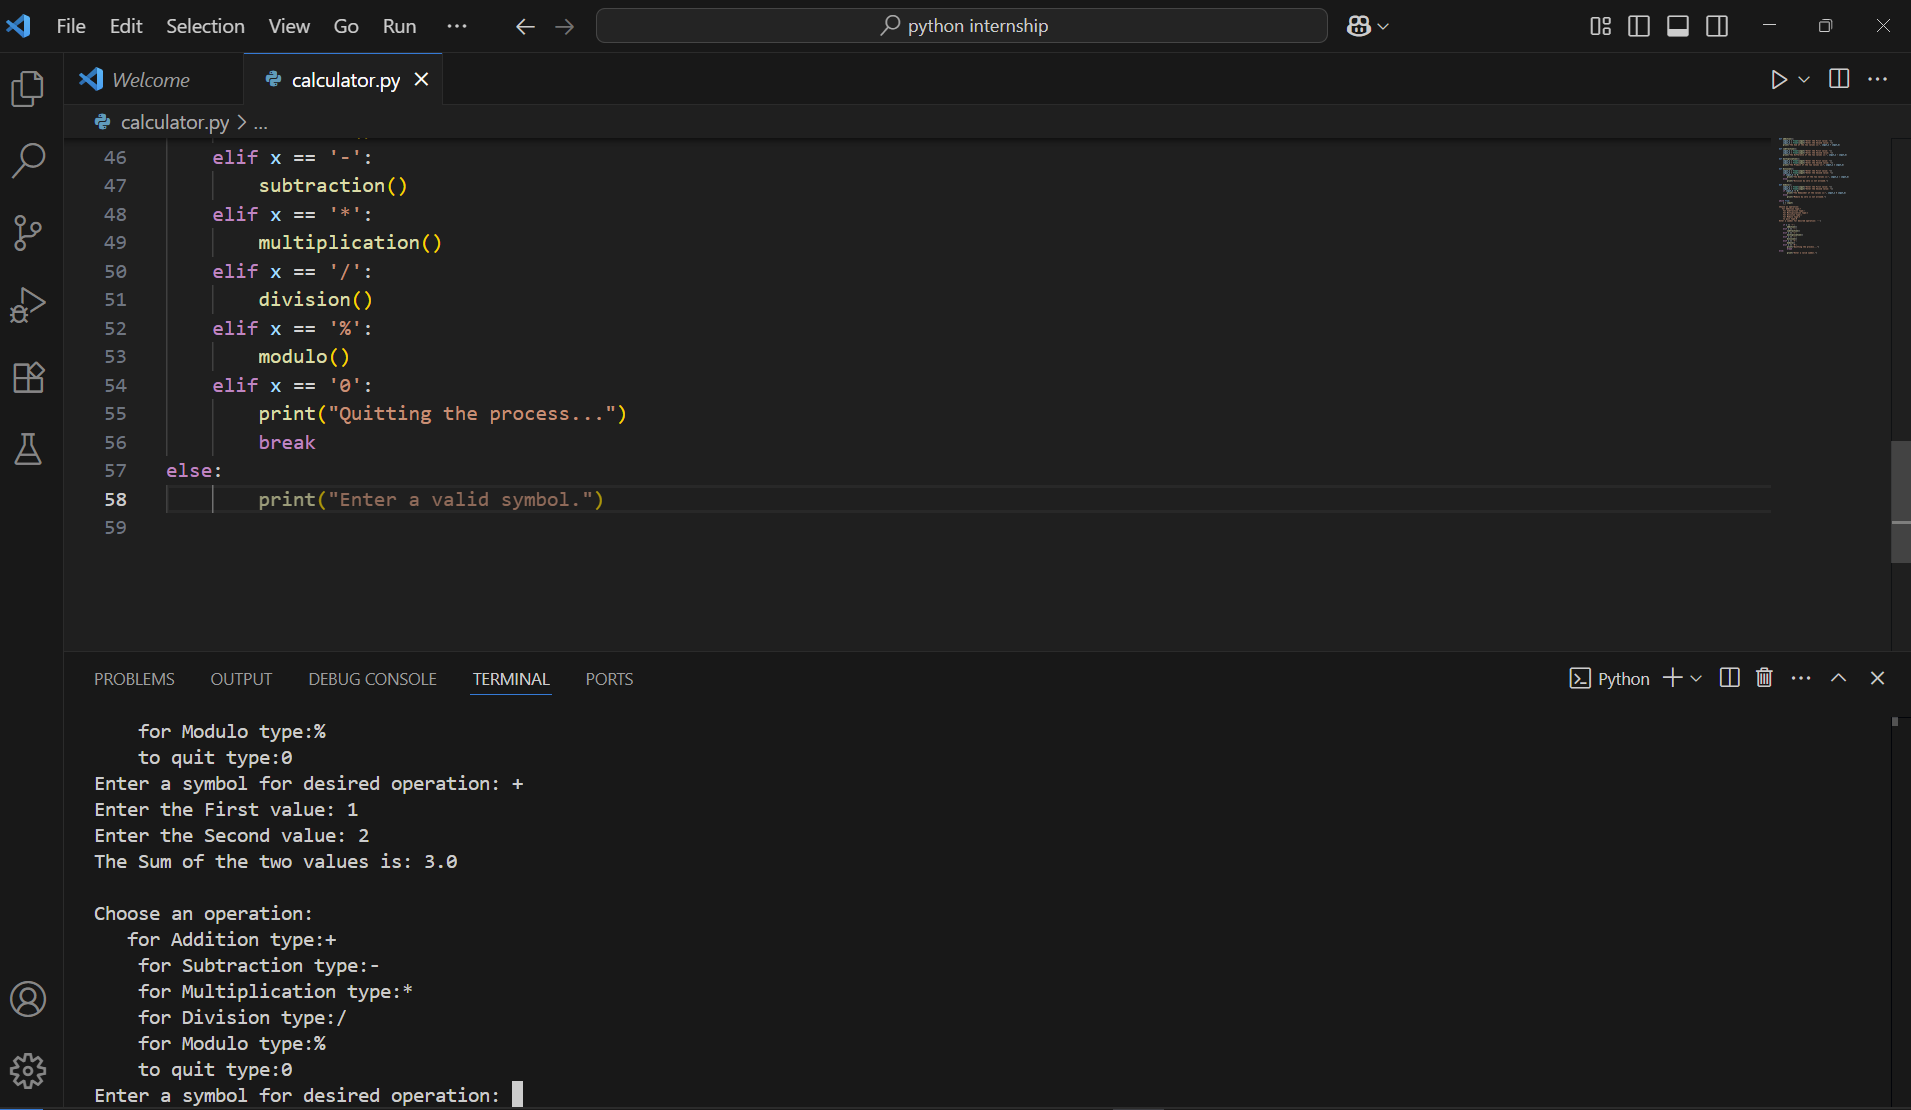 File Edit Selection View Go Run ··· python internship
Welcome calculator.py
calculator.py > ...
46 elif x == '-':
47 subtraction()
48 elif x == '*':
49 multiplication()
50 elif x == '/':
51 division()
52 elif x == '%':
53 modulo()
54 elif x == '0':
55 print("Quitting the process...")
56 break
57 else:
58 print("Enter a valid symbol.")
59
PROBLEMS OUTPUT DEBUG CONSOLE TERMINAL PORTS Python
for Modulo type:%
to quit type:0
Enter a symbol for desired operation: +
Enter the First value: 1
Enter the Second value: 2
The Sum of the two values is: 3.0
Choose an operation:
for Addition type:+
for Subtraction type:-
for Multiplication type:*
for Division type:/
for Modulo type:%
to quit type:0
Enter a symbol for desired operation: